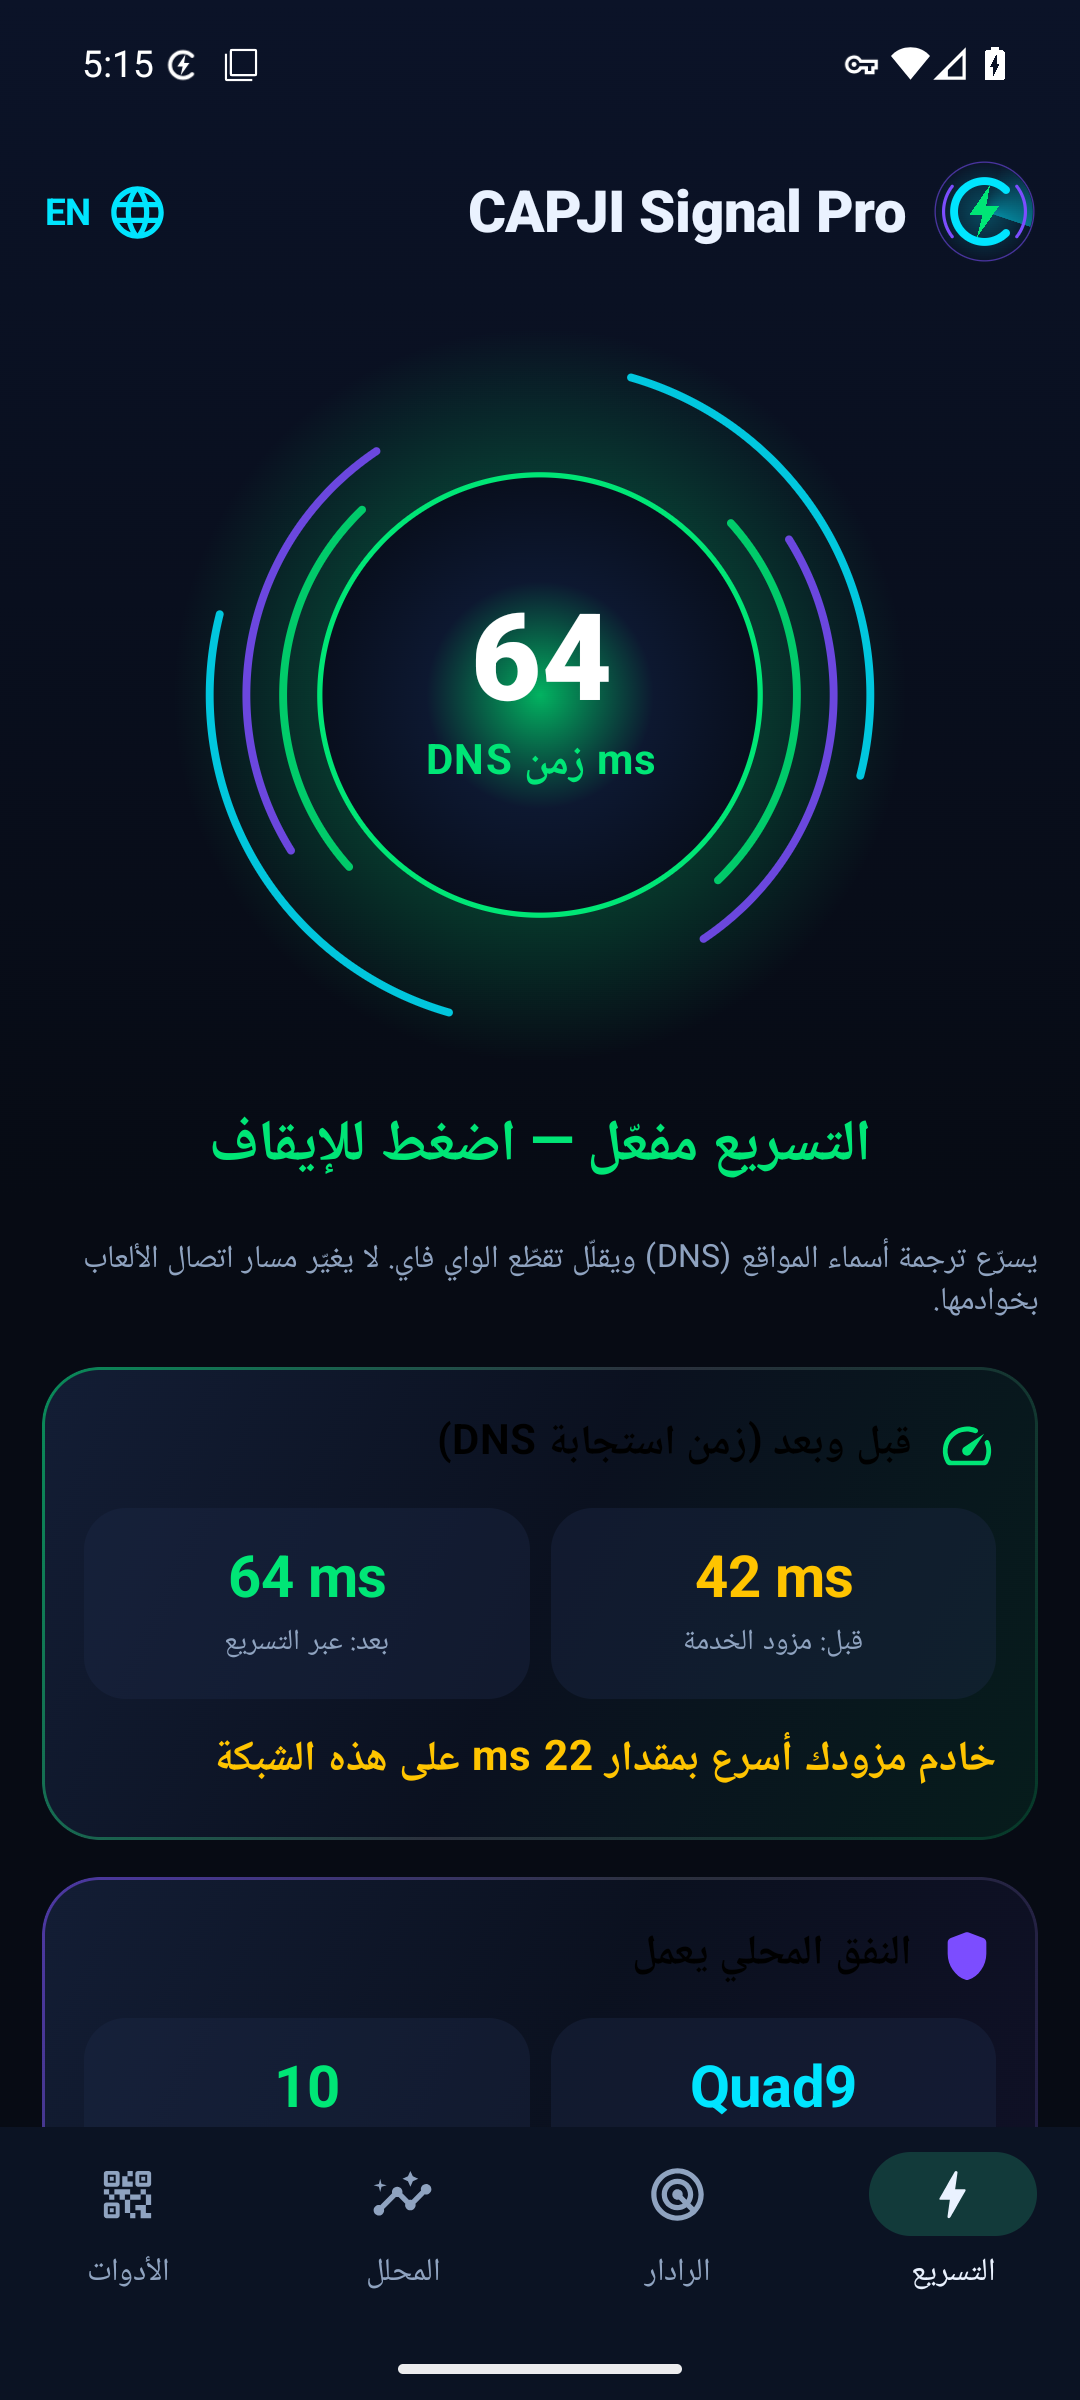 5:15
CAPJI Signal Pro
EN
64
ms زمن DNS
التسريع مفعّل — اضغط للإيقاف
يسرّع ترجمة أسماء المواقع (DNS) ويقلّل تقطّع الواي فاي. لا يغيّر مسار اتصال الألعاب
بخوادمها.
قبل وبعد (زمن استجابة DNS)
42 ms
قبل: مزود الخدمة
64 ms
بعد: عبر التسريع
خادم مزودك أسرع بمقدار 22 ms على هذه الشبكة
النفق المحلي يعمل
Quad9
10
التسريع
الرادار
المحلل
الأدوات